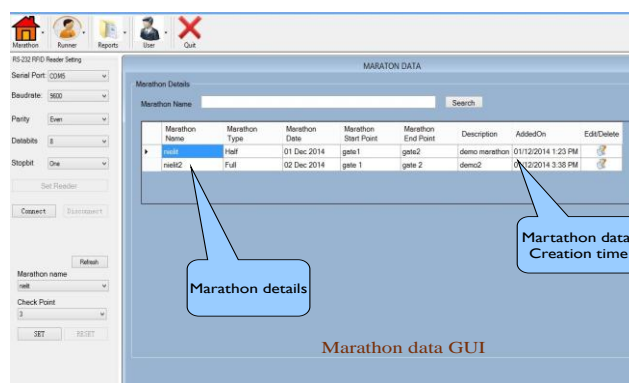 Marathon Runner Reports User Quit
RS-232 RFID Reader Setting
Serial Port COM5
Baudrate: 9600
Parity Even
Databits 8
Stopbit One
Set Reader
Connect Disconnect
Refresh
Marathon name
nielit
Check Point
3
SET RESET
MARATON DATA
Marathon Details
Marathon Name Search
Marathon Name Marathon Type Marathon Date Marathon Start Point Marathon End Point Description AddedOn Edit/Delete
nielit Half 01 Dec 2014 gate1 gate2 demo marathon 01/12/2014 1:23 PM
nielit2 Full 02 Dec 2014 gate 1 gate 2 demo2 01/12/2014 3:38 PM
Marathon details
Martathon data
Creation time
Marathon data GUI